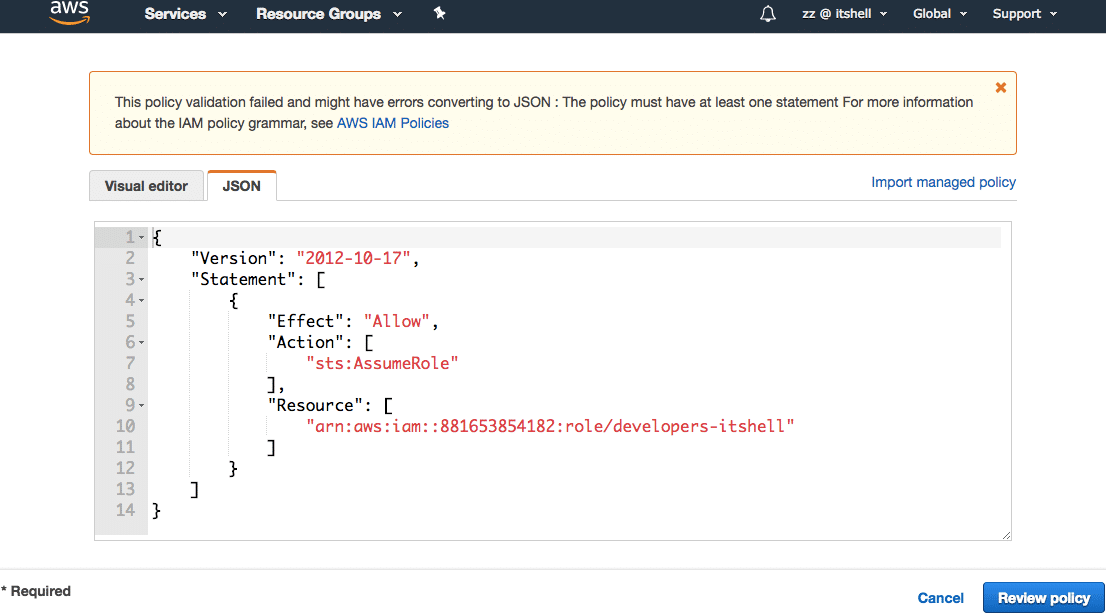 aws Services Resource Groups zz @ itshell Global Support
This policy validation failed and might have errors converting to JSON : The policy must have at least one statement For more information
about the IAM policy grammar, see AWS IAM Policies
Visual editor JSON Import managed policy
1 {
2 "Version": "2012-10-17",
3 "Statement": [
4 {
5 "Effect": "Allow",
6 "Action": [
7 "sts:AssumeRole"
8 ],
9 "Resource": [
10 "arn:aws:iam::881653854182:role/developers-itshell"
11 ]
12 }
13 ]
14 }
* Required Cancel Review policy